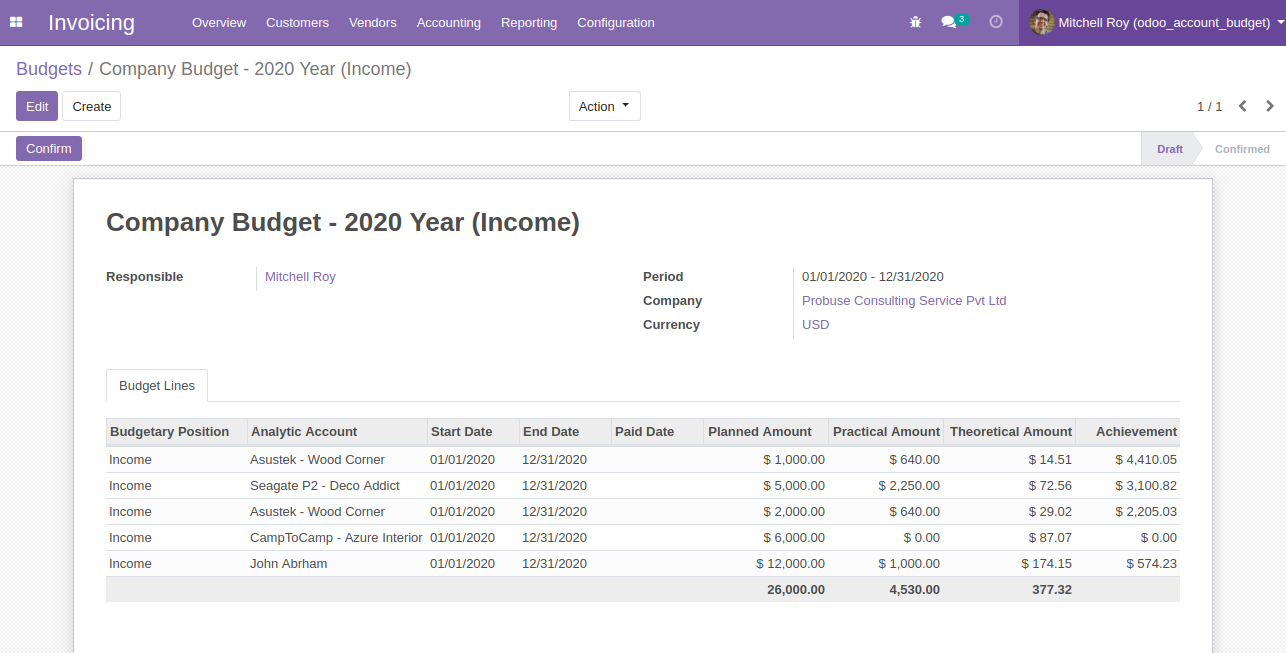 Invoicing Overview Customers Vendors Accounting Reporting Configuration 3 Mitchell Roy (odoo_account_budget)
Budgets / Company Budget - 2020 Year (Income)
Edit Create Action 1 / 1
Confirm Draft Confirmed
Company Budget - 2020 Year (Income)
Responsible Mitchell Roy Period 01/01/2020 - 12/31/2020
Company Probuse Consulting Service Pvt Ltd
Currency USD
Budget Lines
Budgetary Position Analytic Account Start Date End Date Paid Date Planned Amount Practical Amount Theoretical Amount Achievement
Income Asustek - Wood Corner 01/01/2020 12/31/2020 $ 1,000.00 $ 640.00 $ 14.51 $ 4,410.05
Income Seagate P2 - Deco Addict 01/01/2020 12/31/2020 $ 5,000.00 $ 2,250.00 $ 72.56 $ 3,100.82
Income Asustek - Wood Corner 01/01/2020 12/31/2020 $ 2,000.00 $ 640.00 $ 29.02 $ 2,205.03
Income CampToCamp - Azure Interior 01/01/2020 12/31/2020 $ 6,000.00 $ 0.00 $ 87.07 $ 0.00
Income John Abrham 01/01/2020 12/31/2020 $ 12,000.00 $ 1,000.00 $ 174.15 $ 574.23
26,000.00 4,530.00 377.32